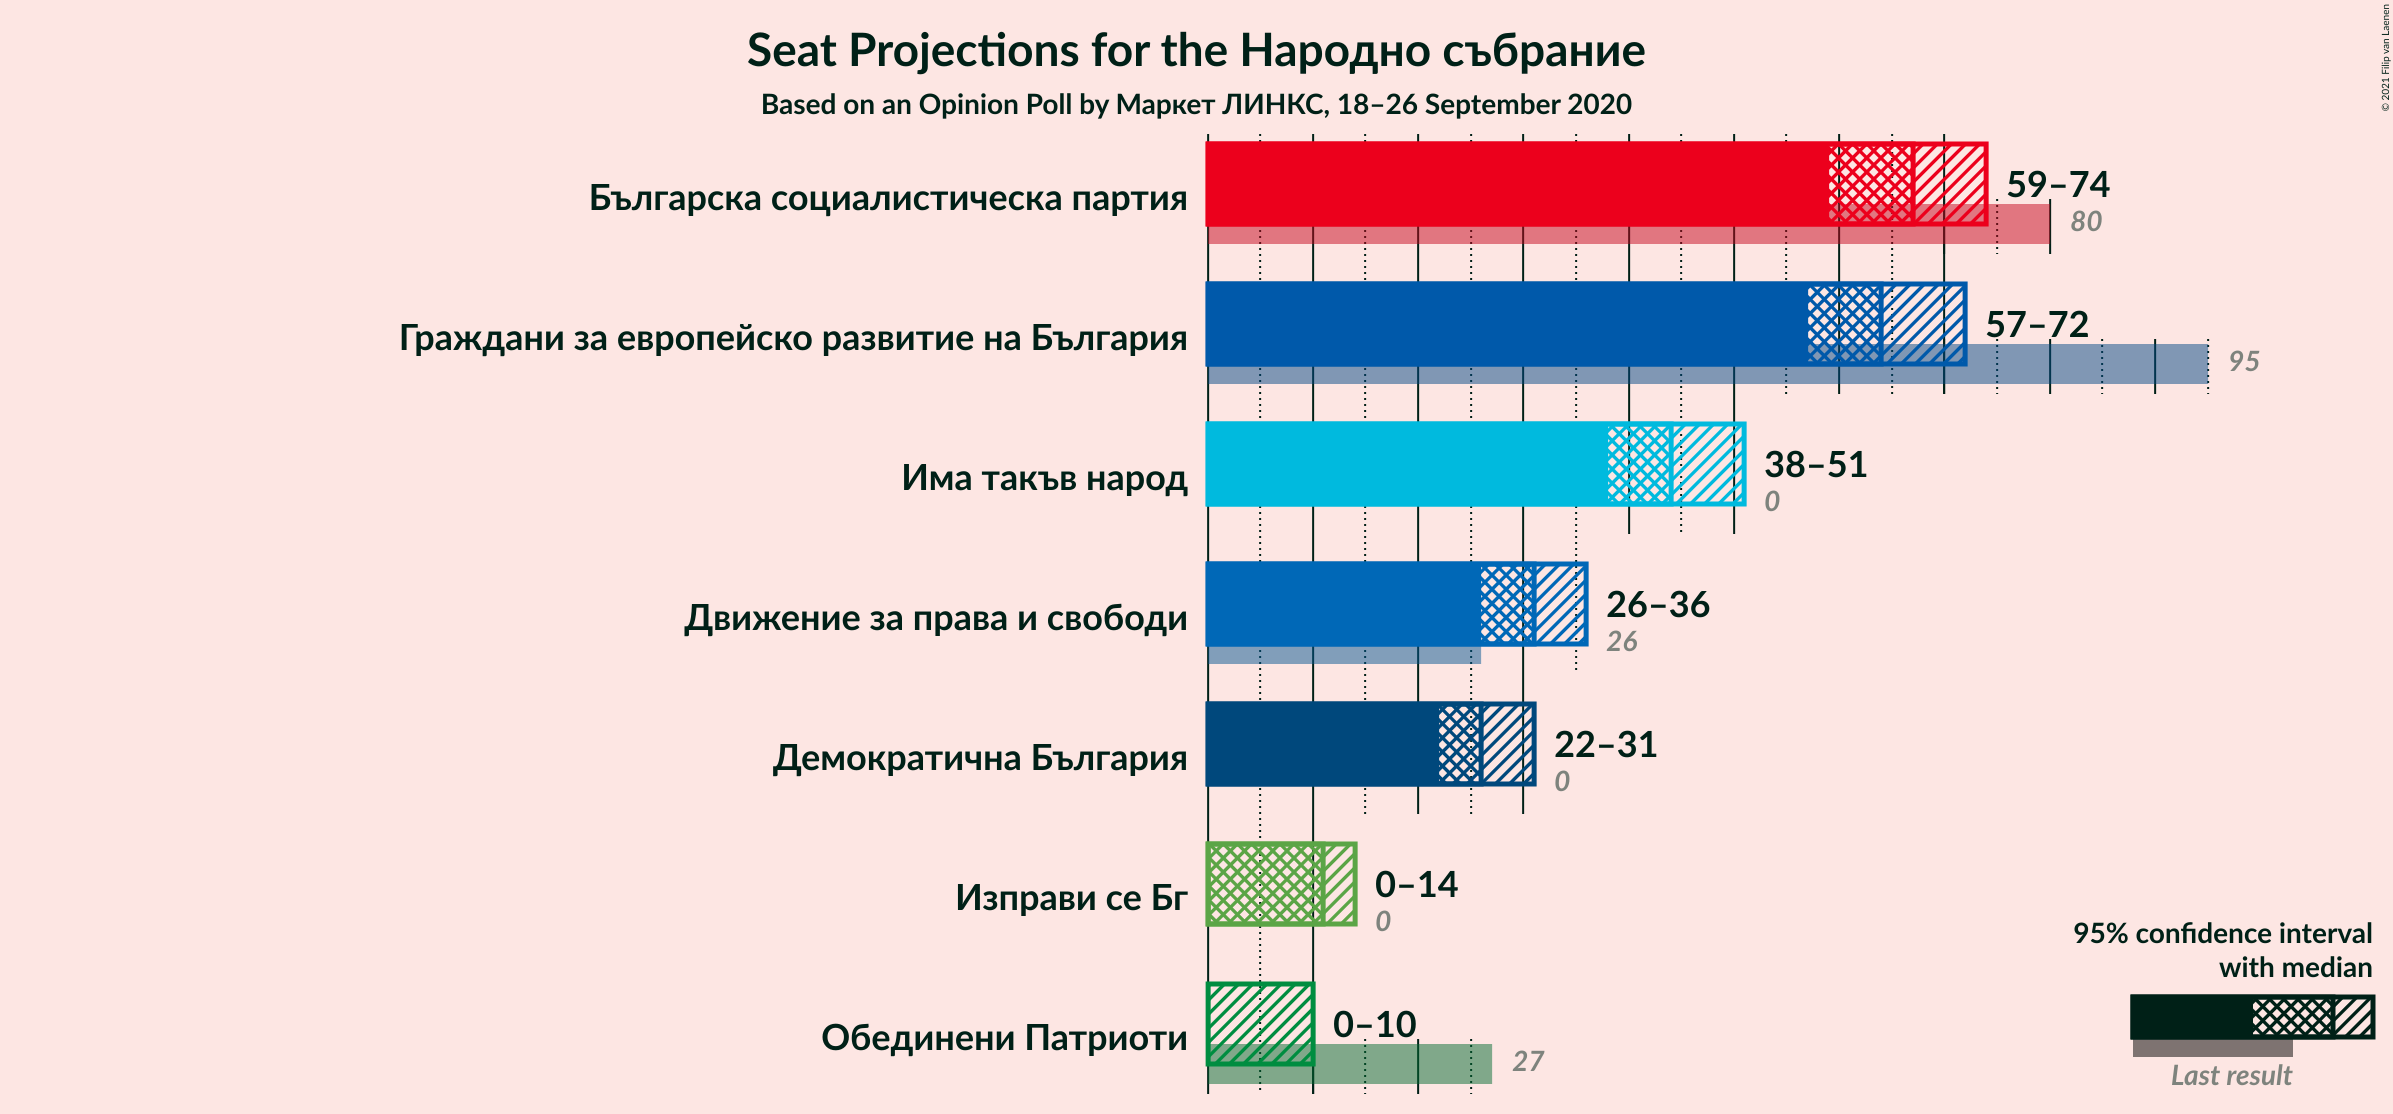 Seat Projections for the Народно събрание
Based on an Opinion Poll by Маркет ЛИНКС, 18–26 September 2020
© 2021 Filip van Laenen
Българска социалистическа партия
59–74
80
Граждани за европейско развитие на България
57–72
95
Има такъв народ
38–51
0
Движение за права и свободи
26–36
26
Демократична България
22–31
0
Изправи се Бг
0–14
0
Обединени Патриоти
0–10
27
95% confidence interval
with median
Last result